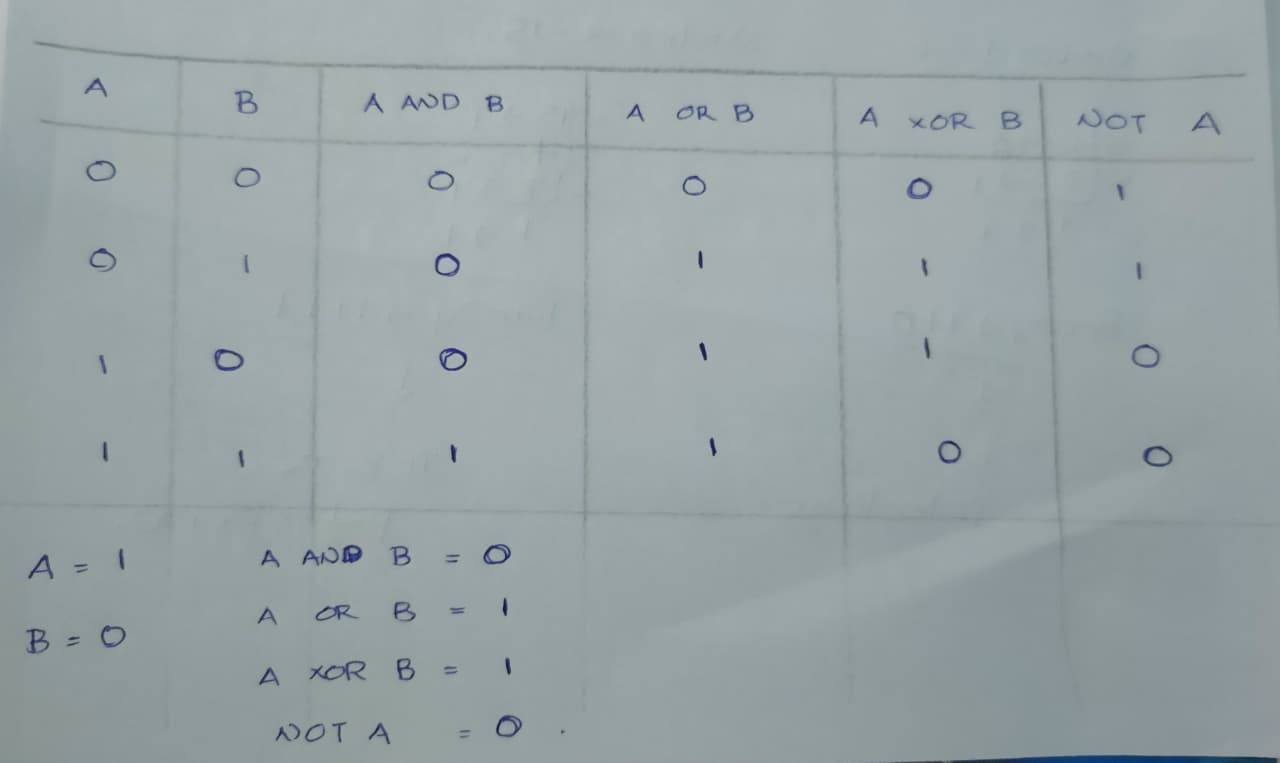 A B A AND B A OR B A XOR B NOT A
0 0 0 0 0 1
0 1 0 1 1 1
1 0 0 1 1 0
1 1 1 1 0 0
A = 1 A AND B = 0
A OR B = 1
B = 0 A XOR B = 1
NOT A = 0 .